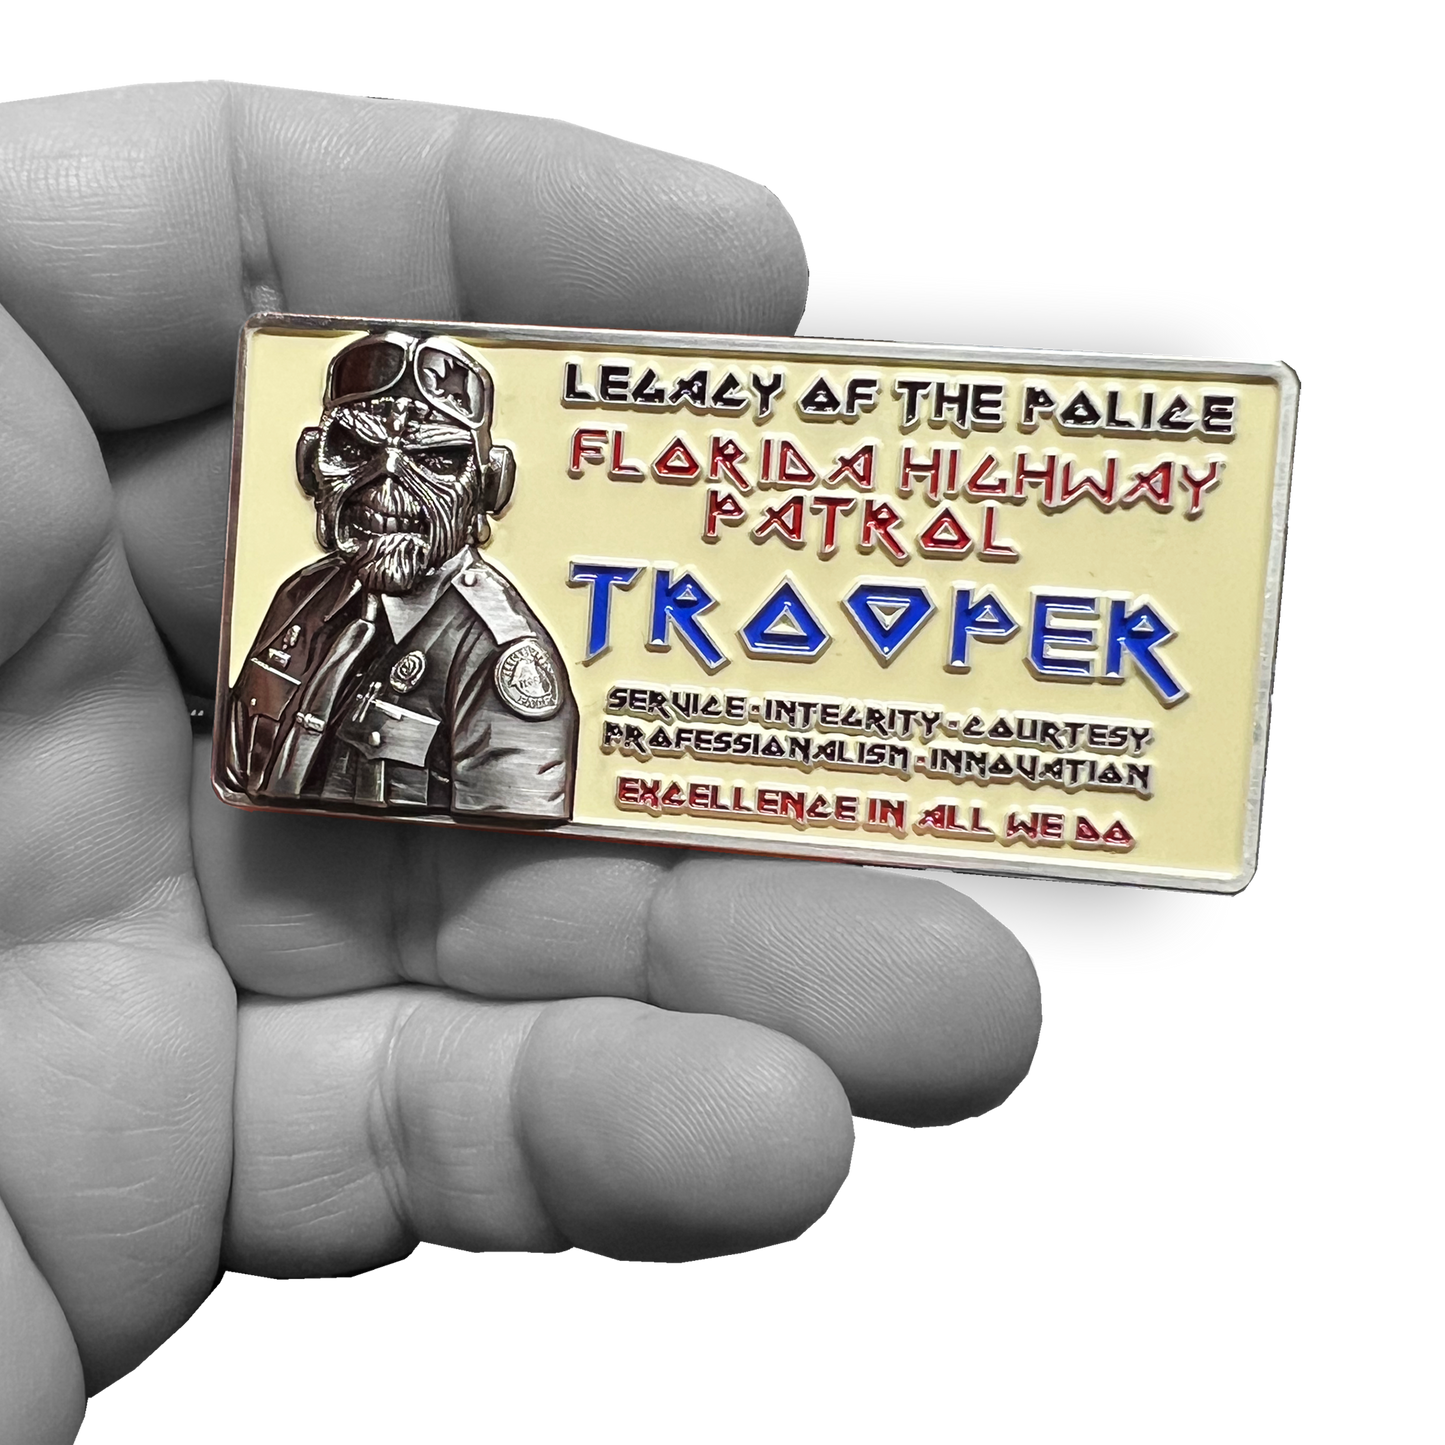 LEGACY OF THE POLICE
FLORIDA HIGHWAY
PATROL
TROOPER
SERVICE-INTEGRITY-COURTESY
PROFESSIONALISM-INNOVATION
EXCELLENCE IN ALL WE DO